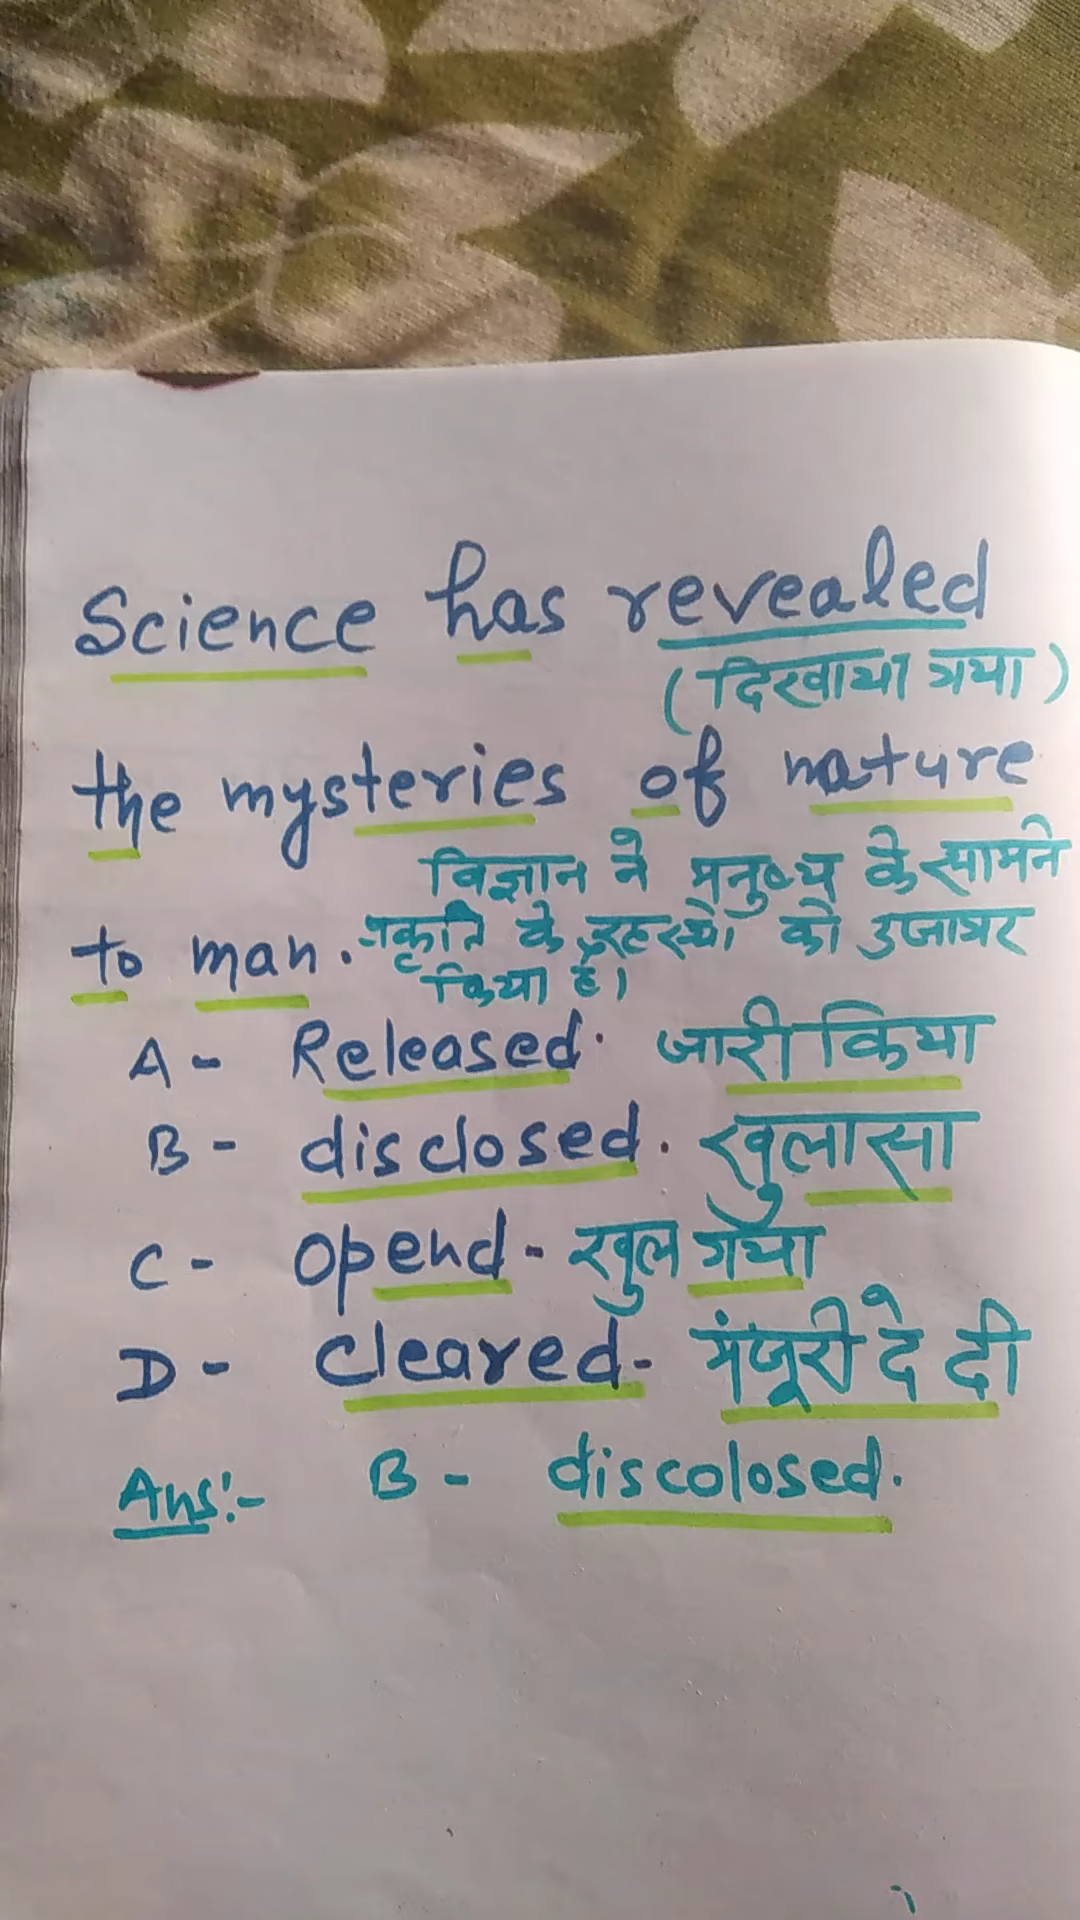 Science has revealed
(दिखाया गया)
the mysteries of nature
विज्ञान ने मनुष्य के सामने
to man. प्रकृति के रहस्यों को उजागर
किया है।
A - Released. जारी किया
B - disclosed. खुलासा
C - opend - खुल गया
D - cleared - मंजूरी दे दी
Ans:- B - discolosed.